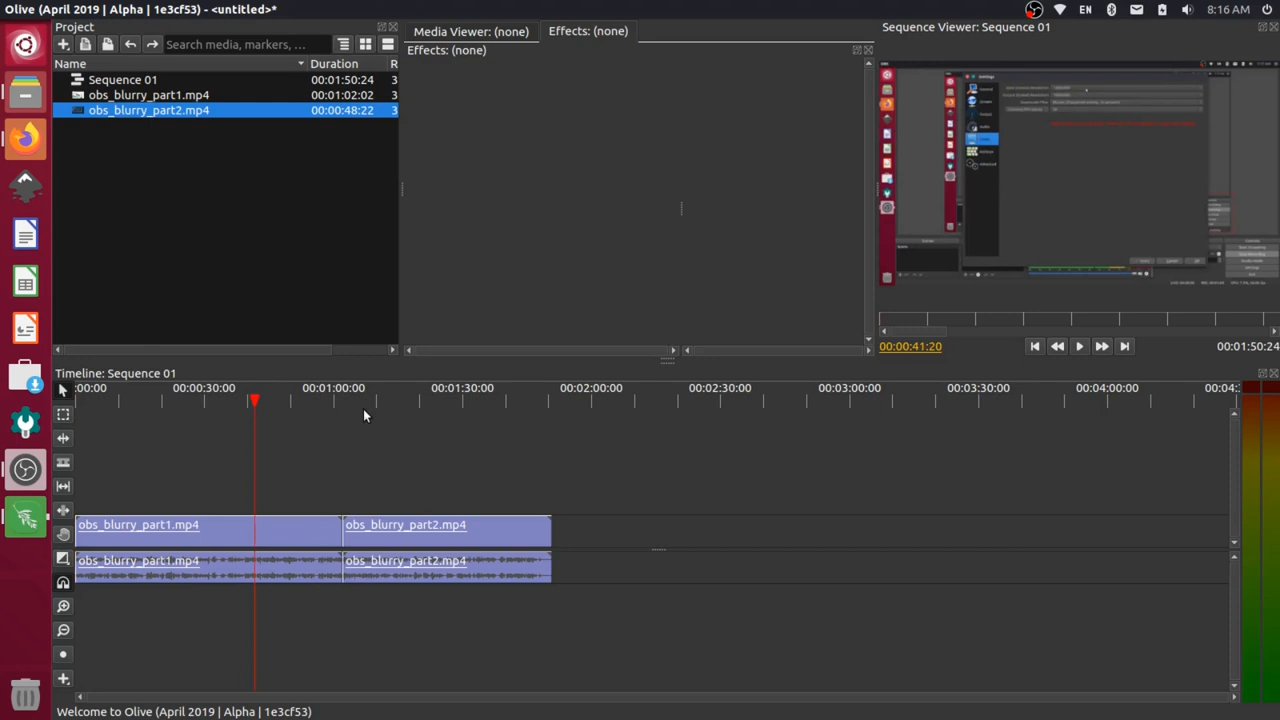 Olive (April 2019 | Alpha | 1e3cf53) - <untitled>*
EN
8:16 AM
Project
Search media, markers, ...
Name
Duration
R
Sequence 01
00:01:50:24
3
obs_blurry_part1.mp4
00:01:02:02
3
obs_blurry_part2.mp4
00:00:48:22
3
Media Viewer: (none)
Effects: (none)
Effects: (none)
Sequence Viewer: Sequence 01
00:00:41:20
00:01:50:24
Timeline: Sequence 01
:00:00
00:00:30:00
00:01:00:00
00:01:30:00
00:02:00:00
00:02:30:00
00:03:00:00
00:03:30:00
00:04:00:00
00:04:
obs_blurry_part1.mp4
obs_blurry_part2.mp4
obs_blurry_part1.mp4
obs_blurry_part2.mp4
Welcome to Olive (April 2019 | Alpha | 1e3cf53)